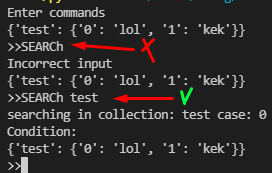 Enter commands
{'test': {'0': 'lol', '1': 'kek'}}
>>SEARCh
Incorrect input
{'test': {'0': 'lol', '1': 'kek'}}
>>SEARCh test
searching in collection: test case: 0
Condition:
{'test': {'0': 'lol', '1': 'kek'}}
>>